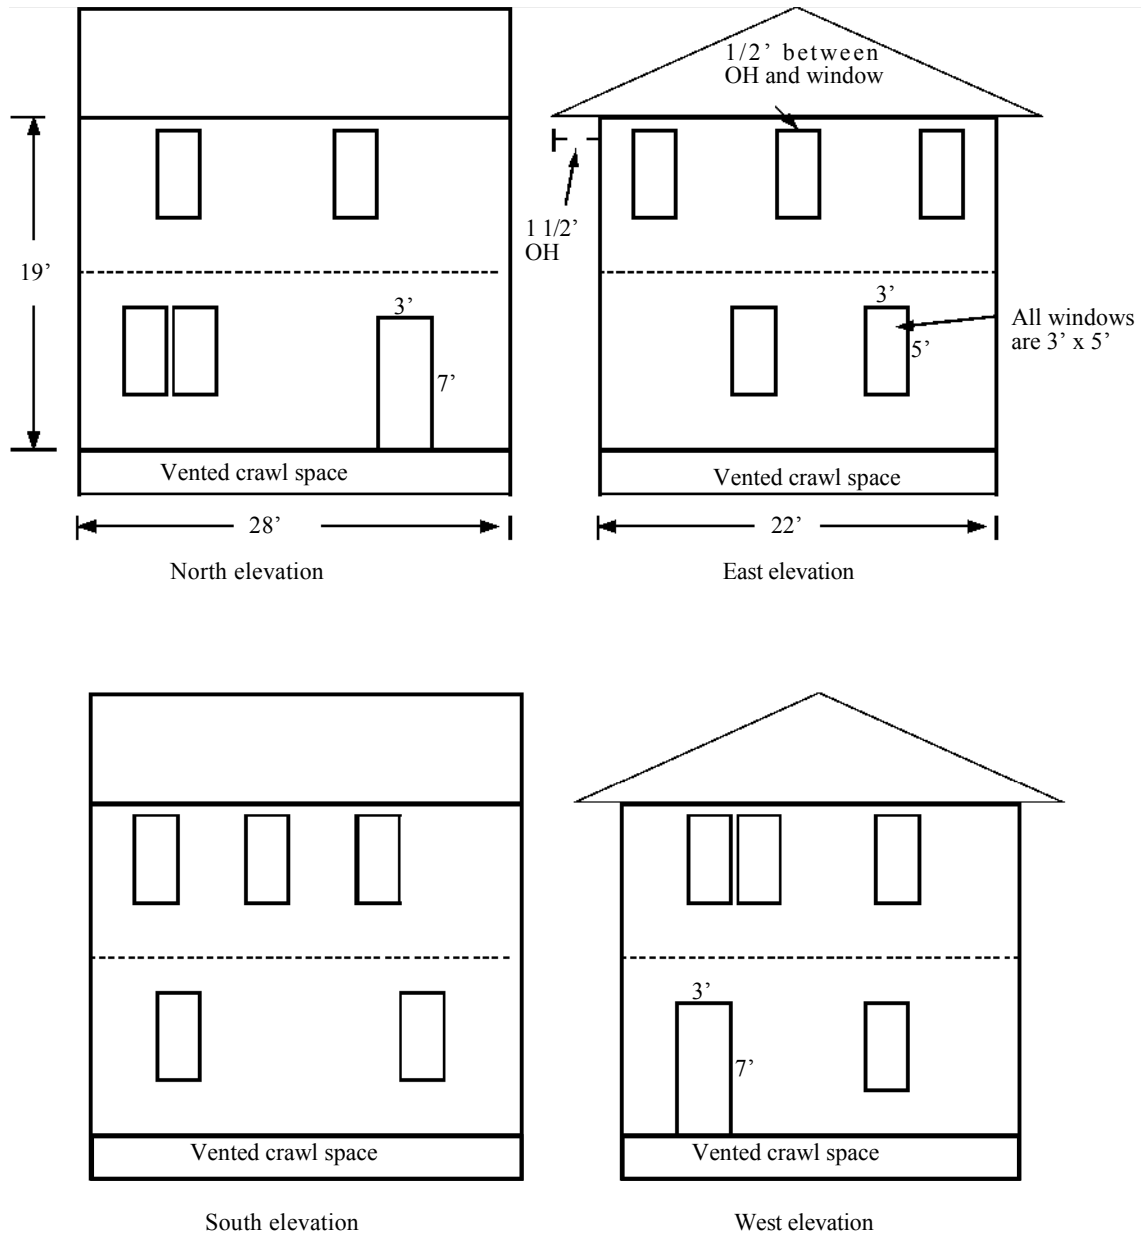 1/2’ between
OH and window
1 1/2’
OH
19’
3’
7’
3’
5’
All windows
are 3’ x 5’
Vented crawl space
Vented crawl space
28’
22’
North elevation
East elevation
3’
7’
Vented crawl space
Vented crawl space
South elevation
West elevation